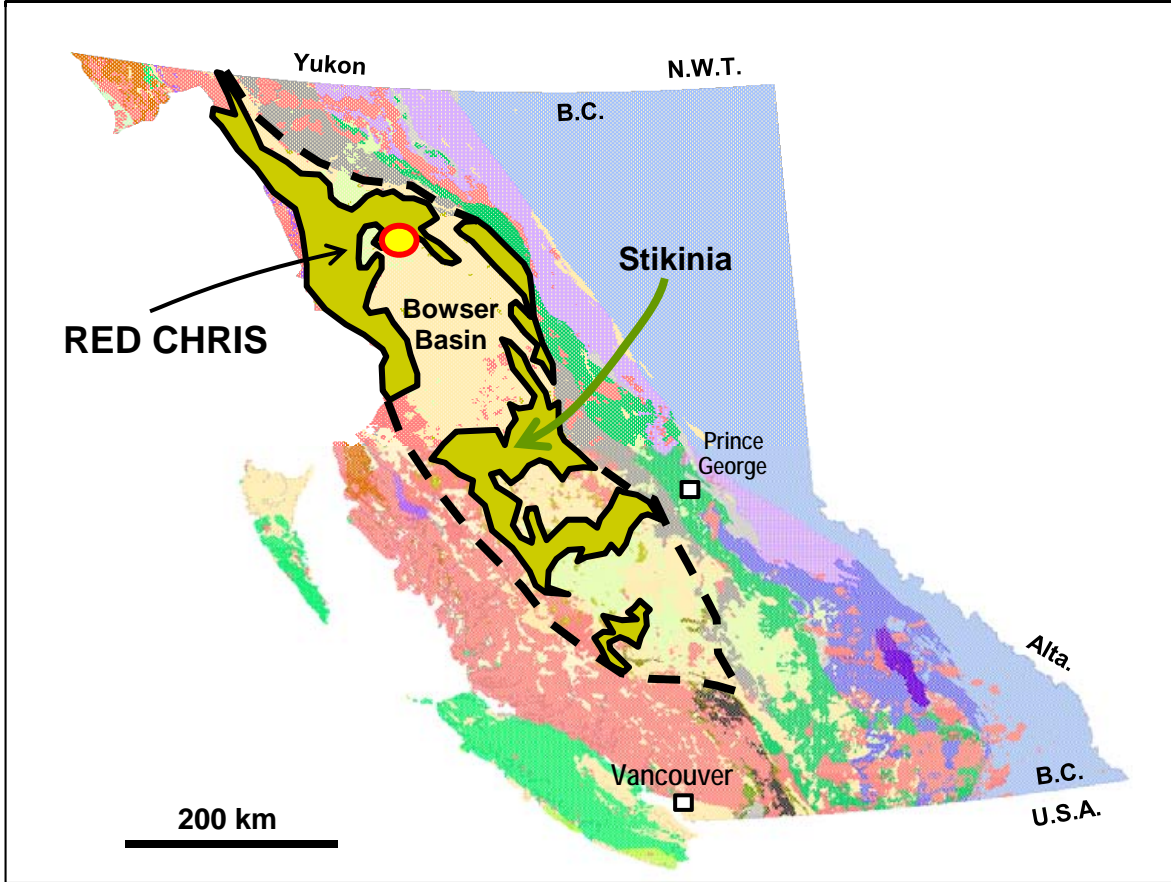 Yukon
N.W.T.
B.C.
Stikinia
Bowser
Basin
RED CHRIS
Prince
George
Alta.
Vancouver
B.C.
U.S.A.
200 km